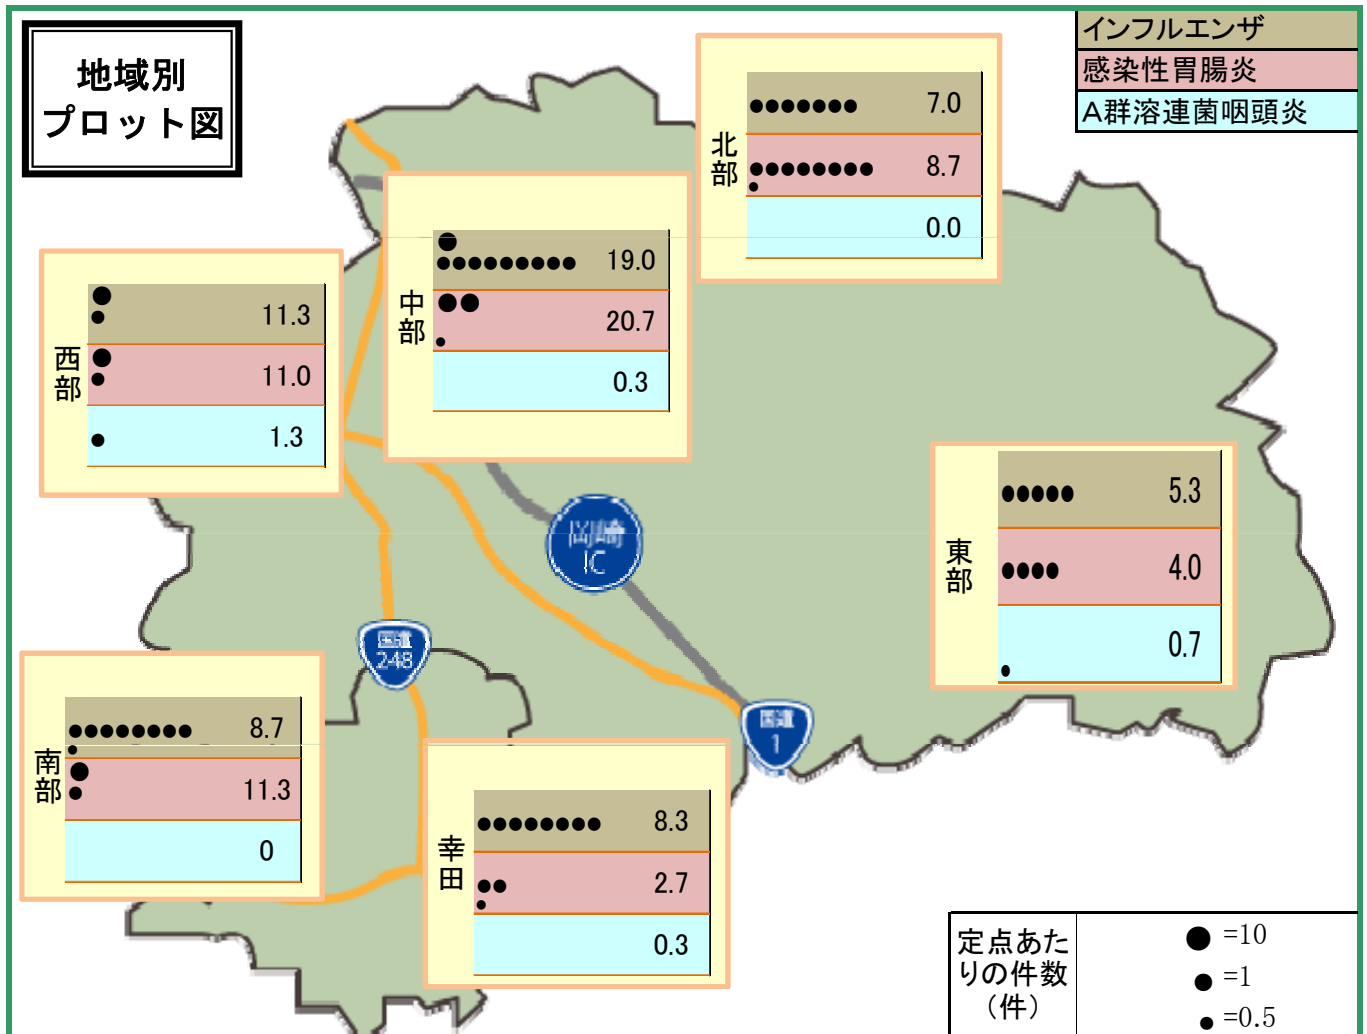 地域別
プロット図
インフルエンザ
感染性胃腸炎
A群溶連菌咽頭炎
北部
7.0
8.7
0.0
中部
19.0
20.7
0.3
西部
11.3
11.0
1.3
東部
5.3
4.0
0.7
岡崎
IC
国道
248
国道
1
南部
8.7
11.3
0
幸田
8.3
2.7
0.3
定点あた
りの件数
（件）
=10
=1
=0.5